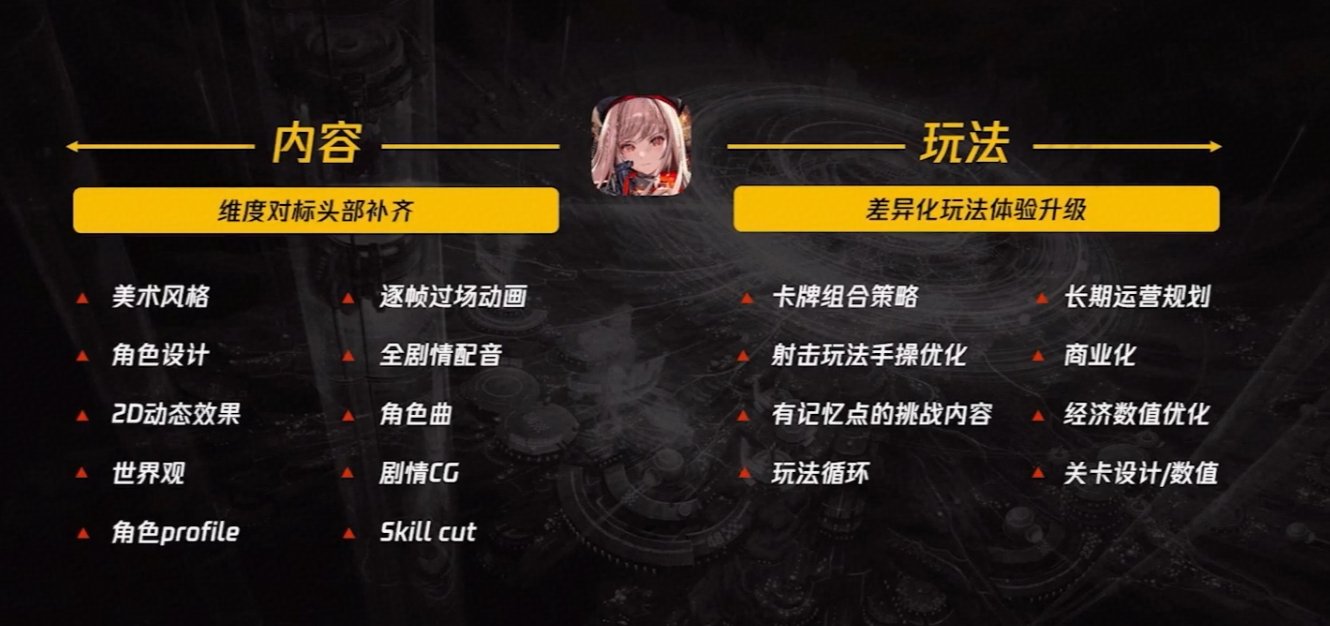 内容
维度对标头部补齐
美术风格
逐帧过场动画
角色设计
全剧情配音
2D动态效果
角色曲
世界观
剧情CG
角色profile
Skill cut
玩法
差异化玩法体验升级
卡牌组合策略
长期运营规划
射击玩法手操优化
商业化
有记忆点的挑战内容
经济数值优化
玩法循环
关卡设计/数值